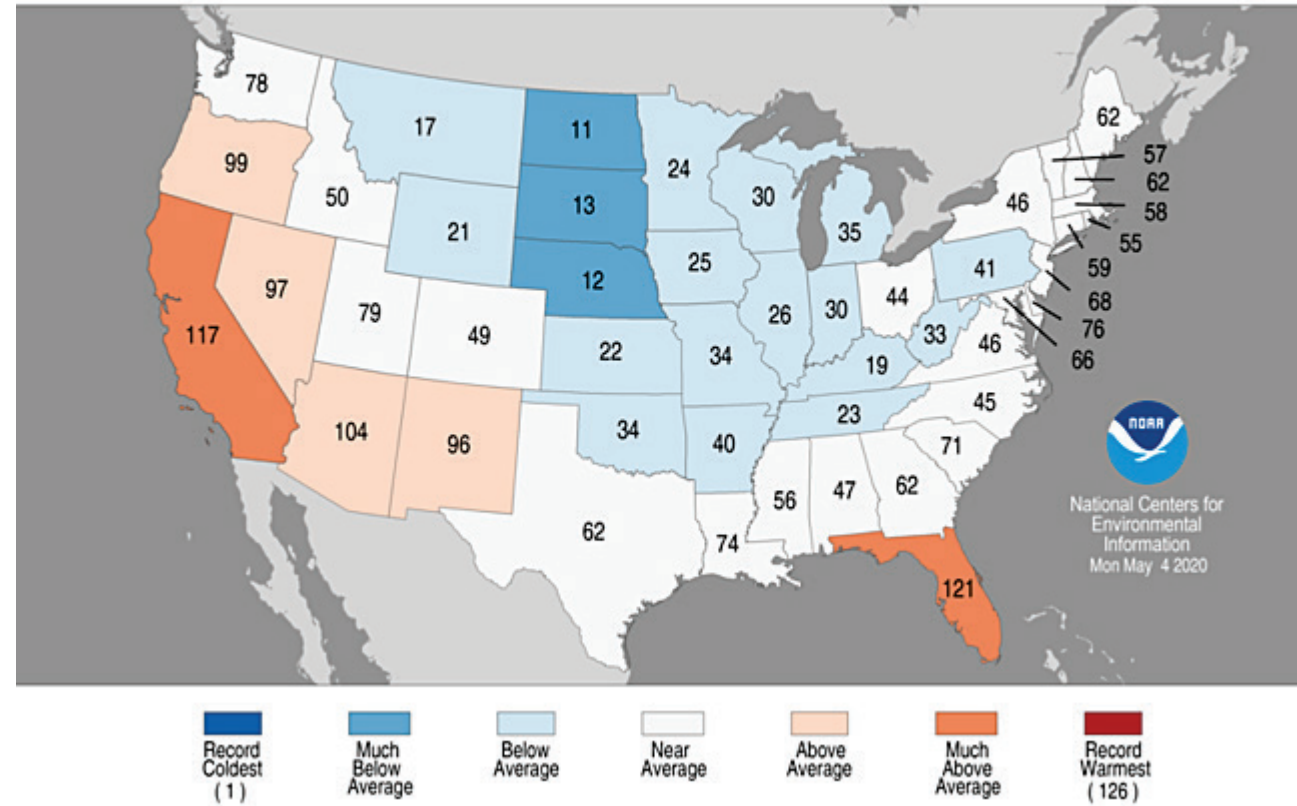 78
17
11
62
57
99
24
62
50
13
30
46
58
21
35
55
25
41
59
97
12
44
68
79
26
30
76
117
49
33
46
66
22
34
19
104
34
23
45
96
40
71
56
47
62
62
74
121
NOAA
National Centers for
Environmental
Information
Mon May 4 2020
Record
Coldest
( 1 )
Much
Below
Average
Below
Average
Near
Average
Above
Average
Much
Above
Average
Record
Warmest
( 126 )